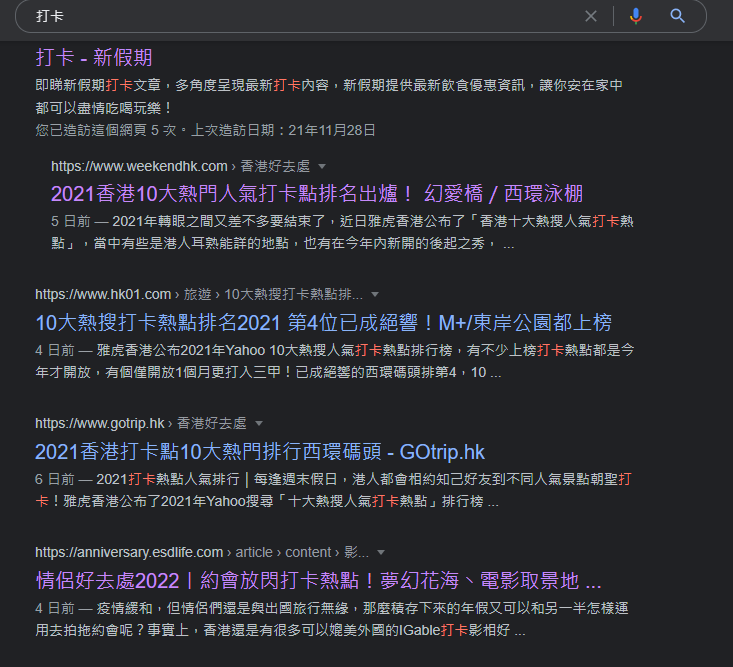 打卡
打卡 - 新假期
即睇新假期打卡文章，多角度呈現最新打卡內容，新假期提供最新飲食優惠資訊，讓你安在家中
都可以盡情吃喝玩樂！
您已造訪這個網頁 5 次。上次造訪日期：21年11月28日
https://www.weekendhk.com › 香港好去處
2021香港10大熱門人氣打卡點排名出爐！ 幻愛橋 / 西環泳棚
5 日前 — 2021年轉眼之間又差不多要結束了，近日雅虎香港公布了「香港十大熱搜人氣打卡熱
點」，當中有些是港人耳熟能詳的地點，也有在今年內新開的後起之秀， ...
https://www.hk01.com › 旅遊 › 10大熱搜打卡熱點排...
10大熱搜打卡熱點排名2021 第4位已成絕響！M+/東岸公園都上榜
4 日前 — 雅虎香港公布2021年Yahoo 10大熱搜人氣打卡熱點排行榜，有不少上榜打卡熱點都是今
年才開放，有個僅開放1個月更打入三甲！已成絕響的西環碼頭排第4，10 ...
https://www.gotrip.hk › 香港好去處
2021香港打卡點10大熱門排行西環碼頭 - GOtrip.hk
6 日前 — 2021打卡熱點人氣排行 | 每逢週末假日，港人都會相約知己好友到不同人氣景點朝聖打
卡！雅虎香港公布了2021年Yahoo搜尋「十大熱搜人氣打卡熱點」排行榜 ...
https://anniversary.esdlife.com › article › content › 影...
情侶好去處2022丨約會放閃打卡熱點！夢幻花海、電影取景地 ...
4 日前 — 疫情緩和，但情侶們還是與出國旅行無緣，那麼積存下來的年假又可以和另一半怎樣運
用去拍拖約會呢？事實上，香港還是有很多可以媲美外國的IGable打卡影相好 ...